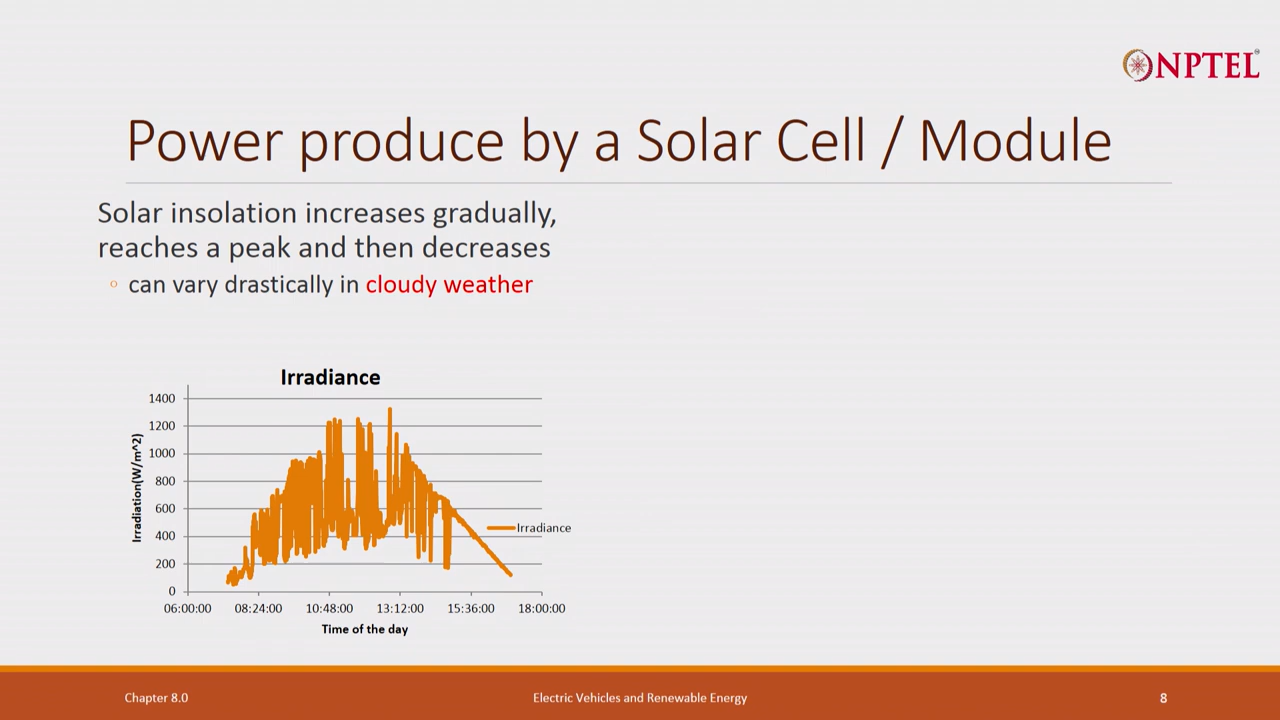 NPTEL
Power produce by a Solar Cell / Module
Solar insolation increases gradually,
reaches a peak and then decreases
◦ can vary drastically in cloudy weather
Irradiance
1400
1200
1000
800
600
400
200
0
Irradiation(W/m^2)
Irradiance
06:00:00 08:24:00 10:48:00 13:12:00 15:36:00 18:00:00
Time of the day
Chapter 8.0 Electric Vehicles and Renewable Energy 8